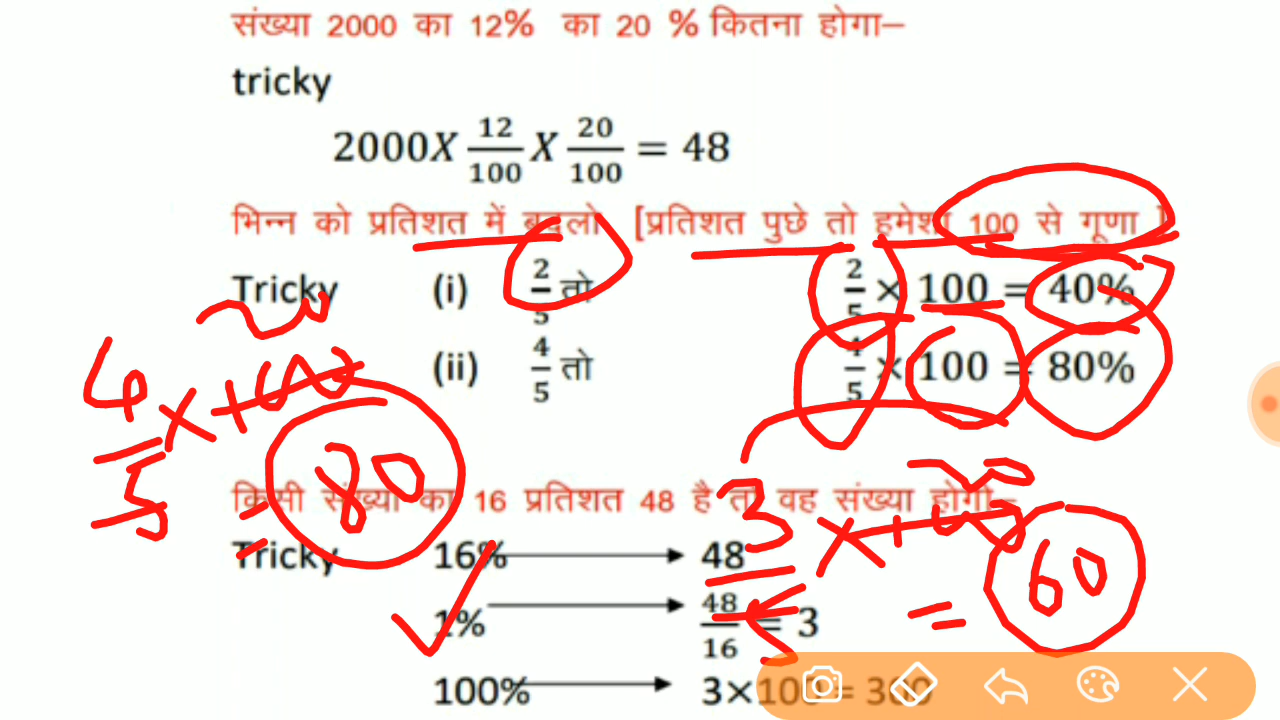 संख्या 2000 का 12% का 20 % कितना होगा–
tricky
2000X 12/100 X 20/100 = 48
भिन्न को प्रतिशत में बदलो [प्रतिशत पुछे तो हमेशा 100 से गूणा ]
Tricky (i) 2/5 तो 2/5 × 100 = 40%
(ii) 4/5 तो 4/5 × 100 = 80%
4/5 × 100
= 80
किसी संख्या का 16 प्रतिशत 48 है तो वह संख्या होगी–
3 × 100
= 60
Tricky 16% 48
1% 48/16 = 3
100% 3×100 = 300